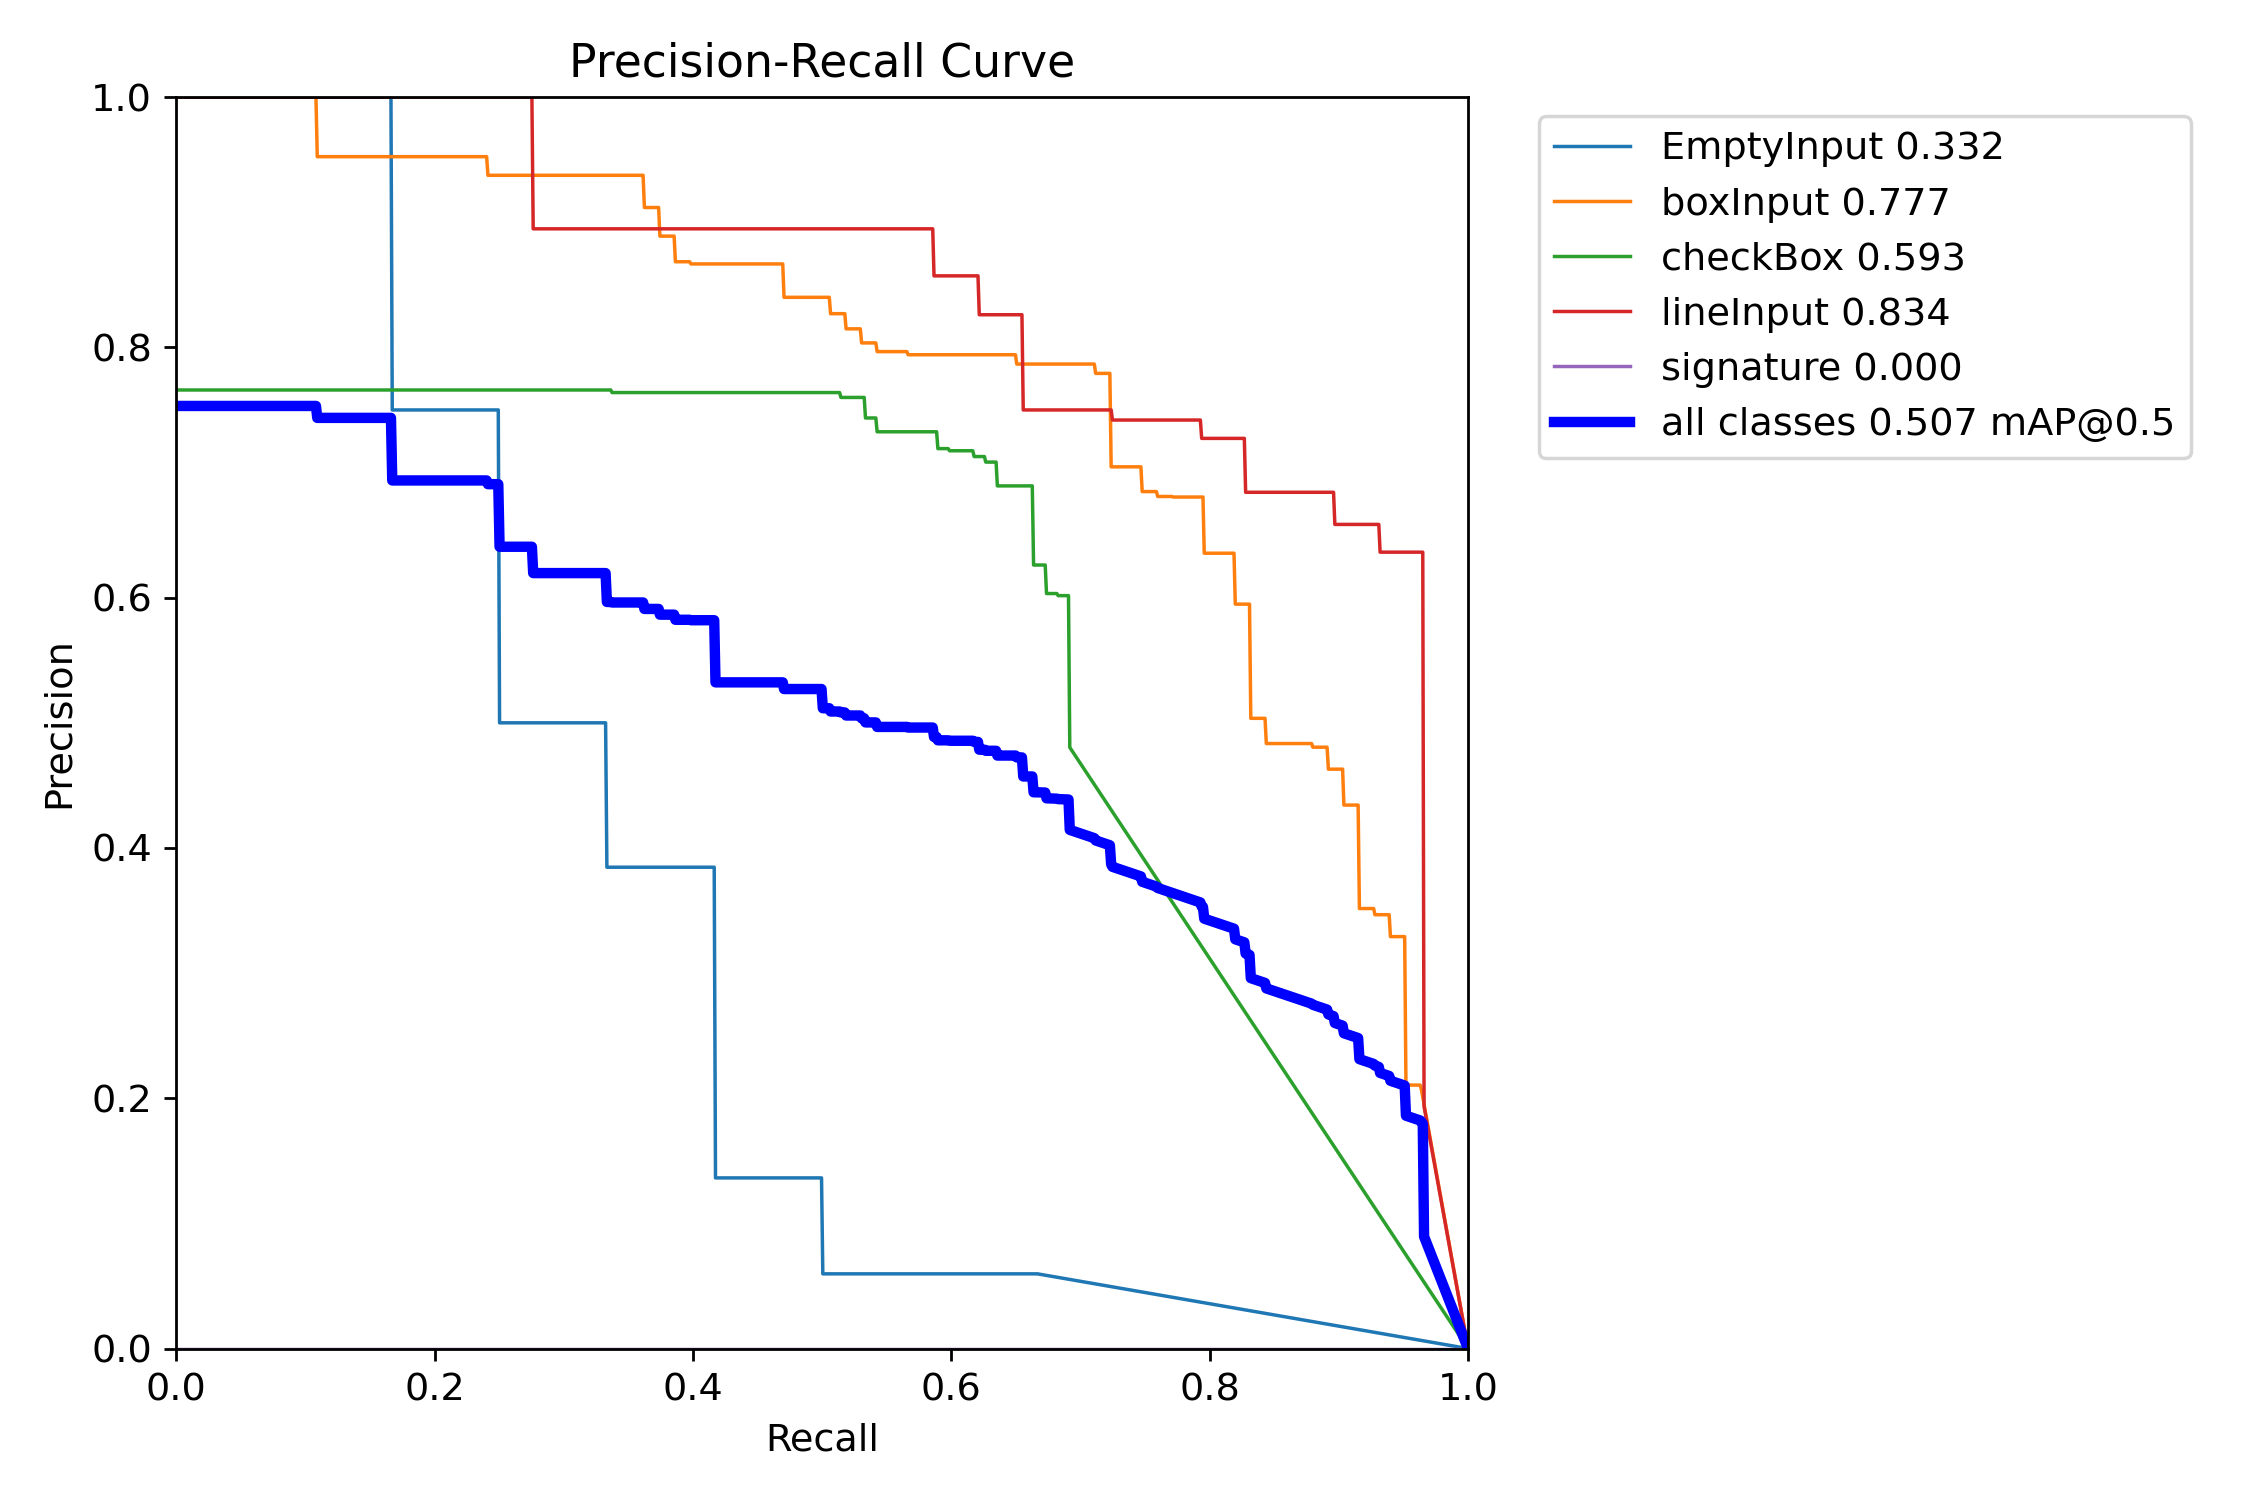 Precision-Recall Curve
1.0
0.8
0.6
0.4
0.2
0.0
Precision
0.0 0.2 0.4 0.6 0.8 1.0
Recall
EmptyInput 0.332
boxInput 0.777
checkBox 0.593
lineInput 0.834
signature 0.000
all classes 0.507 mAP@0.5